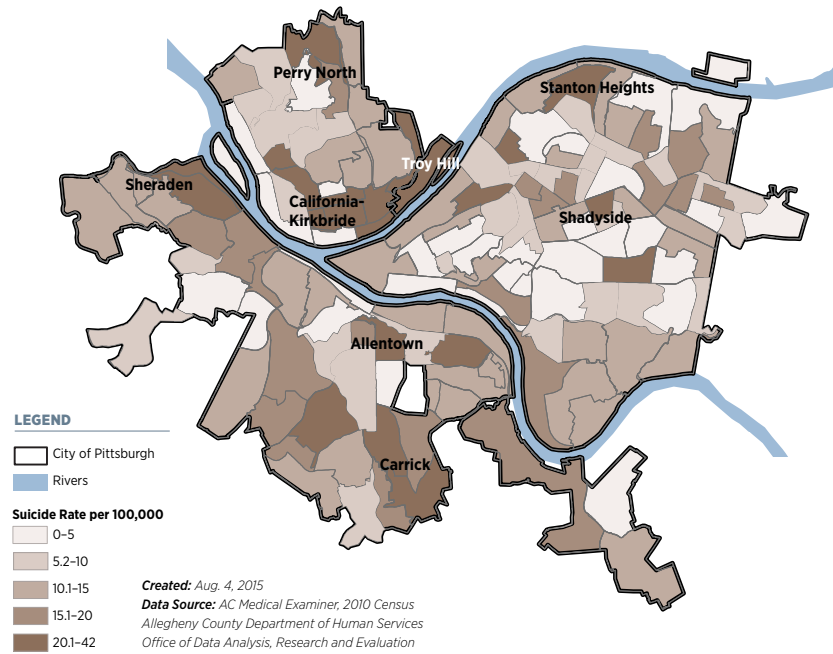 Perry North
Stanton Heights
Troy Hill
Sheraden
California-
Kirkbride
Shadyside
Allentown
Carrick
LEGEND
City of Pittsburgh
Rivers
Suicide Rate per 100,000
0–5
5.2–10
10.1–15
15.1–20
20.1–42
Created: Aug. 4, 2015
Data Source: AC Medical Examiner, 2010 Census
Allegheny County Department of Human Services
Office of Data Analysis, Research and Evaluation